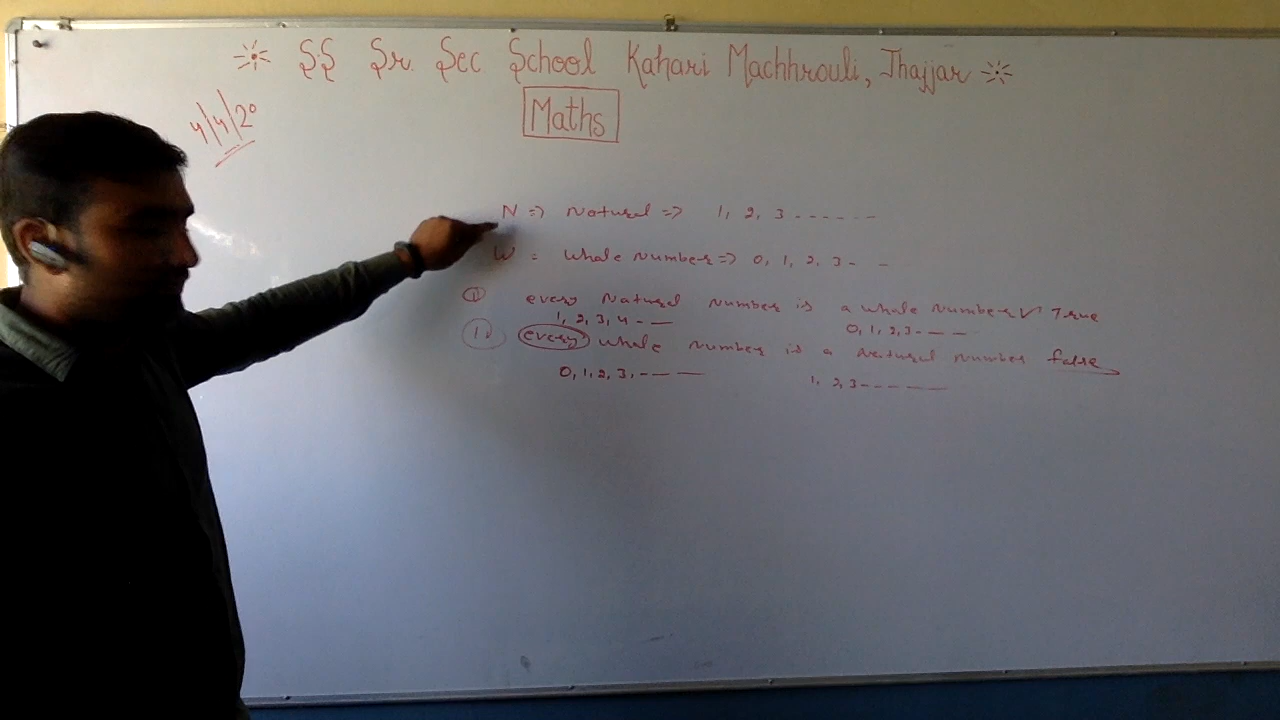 SS Sr. Sec School Kahari Machhrouli, Jhajjar
Maths
4/4/20
N => Natural => 1, 2, 3 ------
W = Whole Number => 0, 1, 2, 3 - -
(i) every Natural Number is a whole Number ✓ True
1, 2, 3, 4 - — 0, 1, 2, 3 - — —
every whole Number is a Natural Number false
0, 1, 2, 3, - — — 1, 2, 3 - - - — —